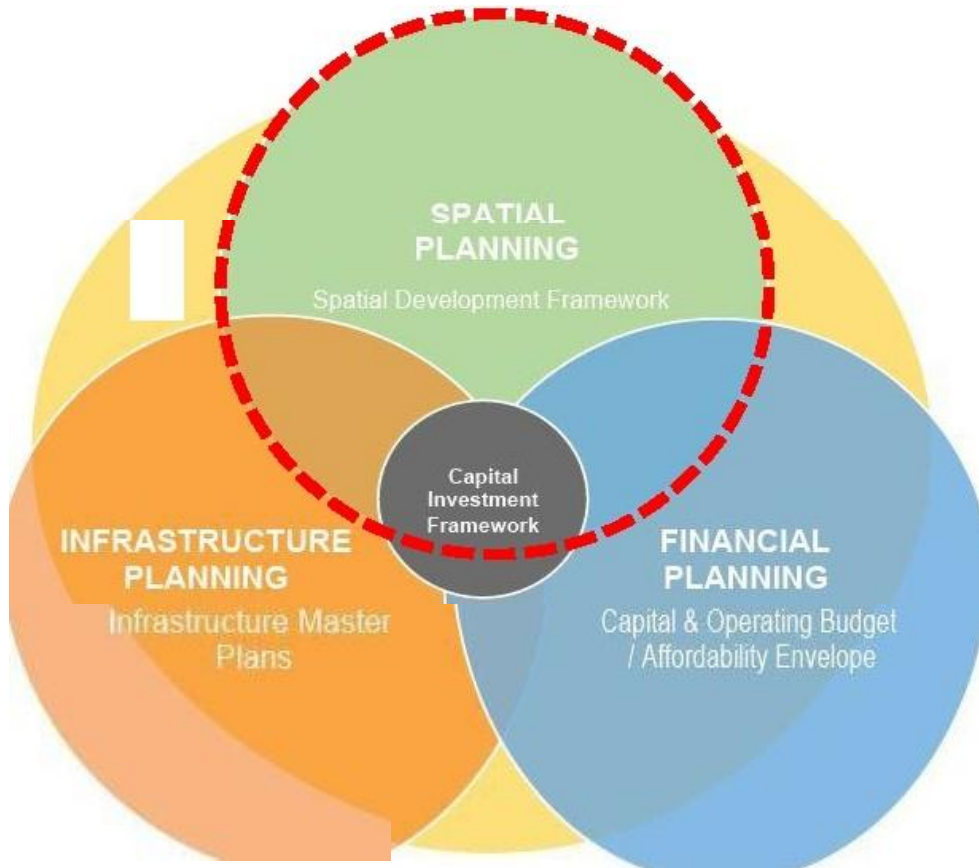 SPATIAL
PLANNING
Spatial Development Framework
Capital
Investment
Framework
INFRASTRUCTURE
PLANNING
Infrastructure Master
Plans
FINANCIAL
PLANNING
Capital & Operating Budget
/ Affordability Envelope